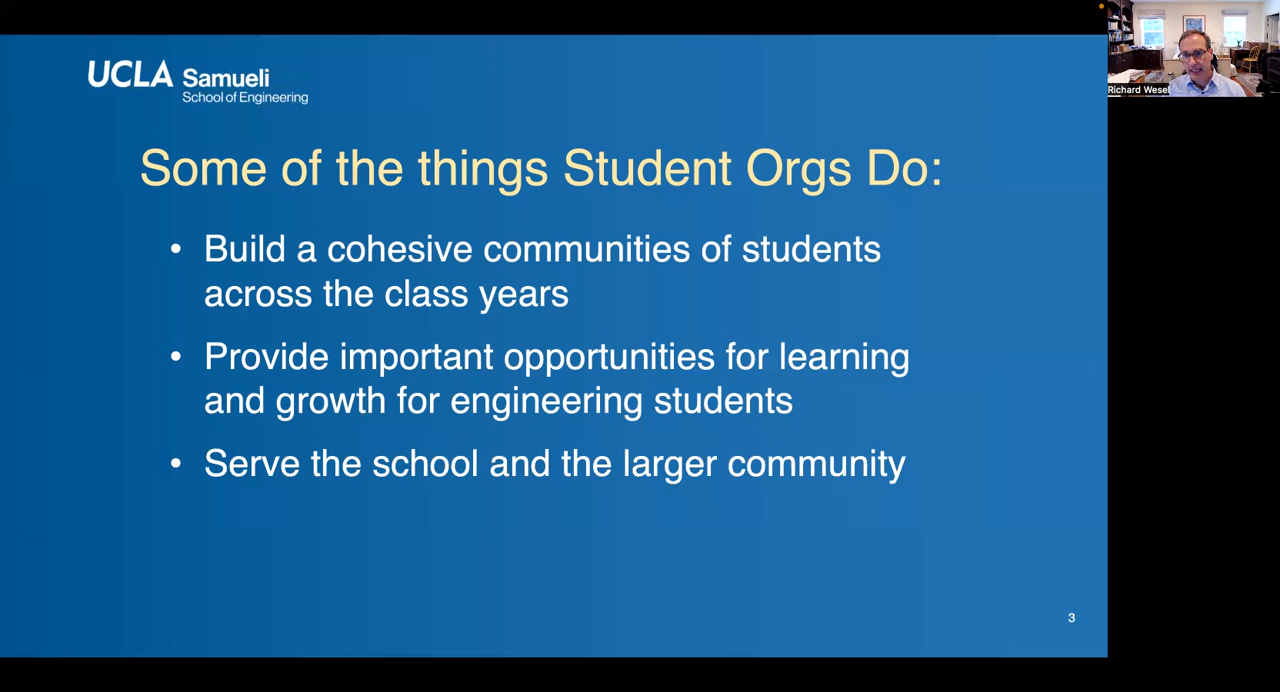 UCLA Samueli
School of Engineering
Richard Wesel
Some of the things Student Orgs Do:
• Build a cohesive communities of students
across the class years
• Provide important opportunities for learning
and growth for engineering students
• Serve the school and the larger community
3